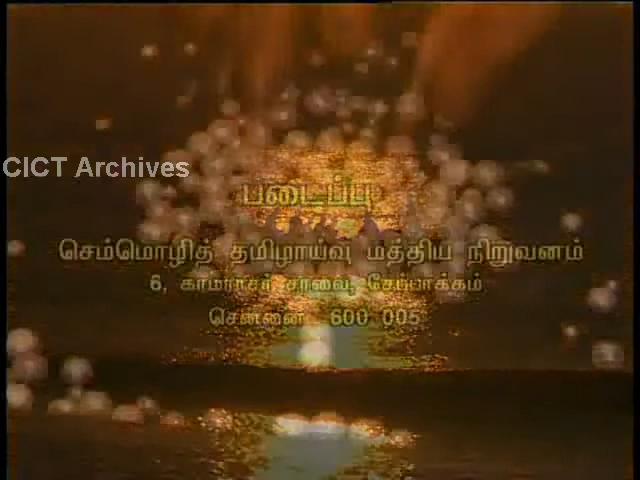 CICT Archives
படைப்பு
செம்மொழித் தமிழாய்வு மத்திய நிறுவனம்
6, காமராசர் சாலை, சேப்பாக்கம்
சென்னை 600 005